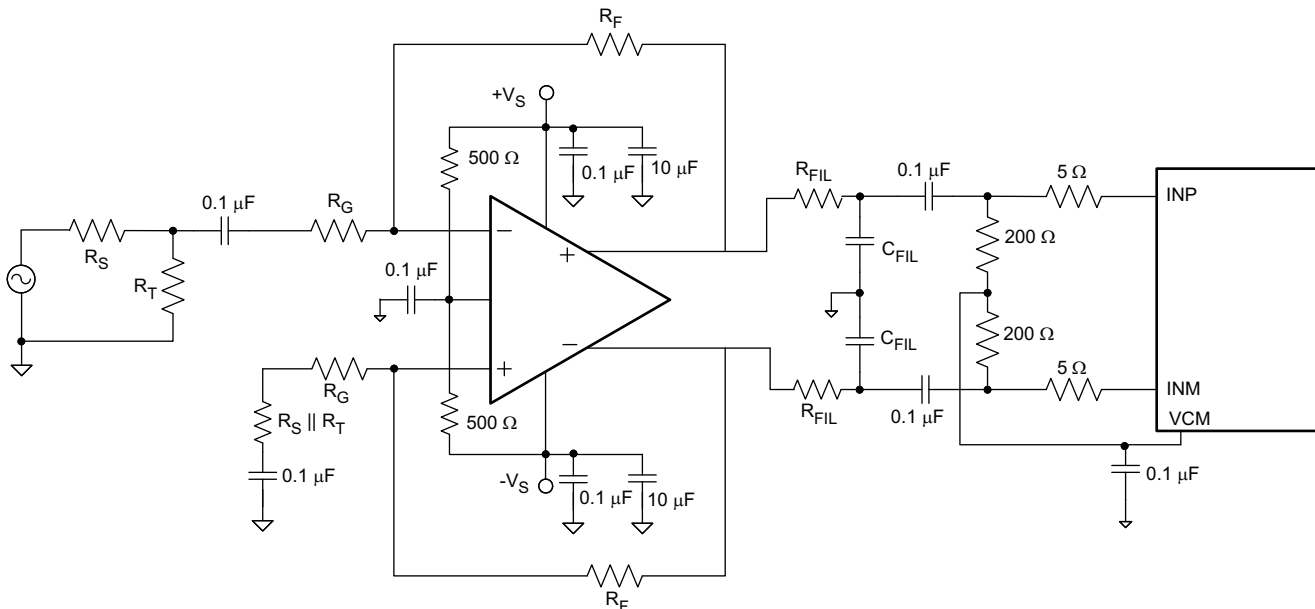 R_F
+V_S
500 Ω
0.1 μF
10 μF
R_FIL
0.1 μF
5 Ω
INP
0.1 μF
R_G
−
+
R_S
R_T
200 Ω
C_FIL
0.1 μF
C_FIL
200 Ω
−
5 Ω
+
R_G
R_FIL
0.1 μF
INM
R_S || R_T
500 Ω
VCM
0.1 μF
-V_S
0.1 μF
10 μF
0.1 μF
R_F